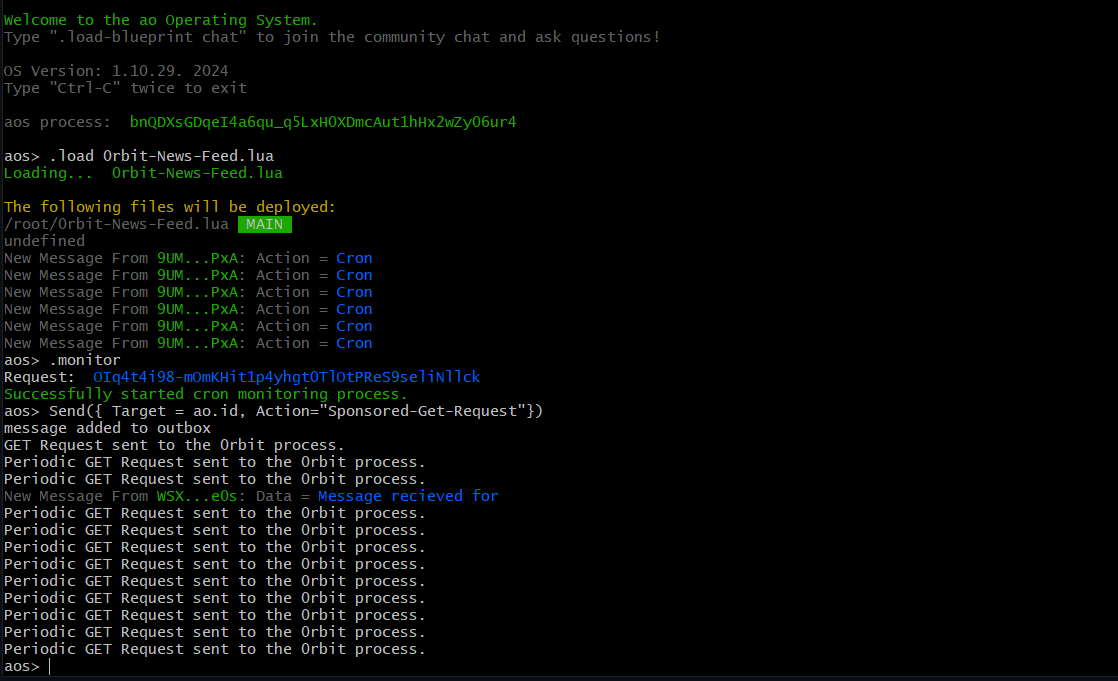 Welcome to the ao Operating System.
Type ".load-blueprint chat" to join the community chat and ask questions!
OS Version: 1.10.29. 2024
Type "Ctrl-C" twice to exit
aos process:  bnQDXsGDqeI4a6qu_q5LxHOXDmcAut1hHx2wZyO6ur4
aos> .load Orbit-News-Feed.lua
Loading...  Orbit-News-Feed.lua
The following files will be deployed:
/root/Orbit-News-Feed.lua  MAIN
undefined
New Message From 9UM...PxA: Action = Cron
New Message From 9UM...PxA: Action = Cron
New Message From 9UM...PxA: Action = Cron
New Message From 9UM...PxA: Action = Cron
New Message From 9UM...PxA: Action = Cron
New Message From 9UM...PxA: Action = Cron
aos> .monitor
Request:  OIq4t4i98-mOmKHit1p4yhgtOTlOtPReS9seliNllck
Successfully started cron monitoring process.
aos> Send({ Target = ao.id, Action="Sponsored-Get-Request"})
message added to outbox
GET Request sent to the Orbit process.
Periodic GET Request sent to the Orbit process.
Periodic GET Request sent to the Orbit process.
New Message From WSX...eOs: Data = Message recieved for
Periodic GET Request sent to the Orbit process.
Periodic GET Request sent to the Orbit process.
Periodic GET Request sent to the Orbit process.
Periodic GET Request sent to the Orbit process.
Periodic GET Request sent to the Orbit process.
Periodic GET Request sent to the Orbit process.
Periodic GET Request sent to the Orbit process.
Periodic GET Request sent to the Orbit process.
Periodic GET Request sent to the Orbit process.
aos>